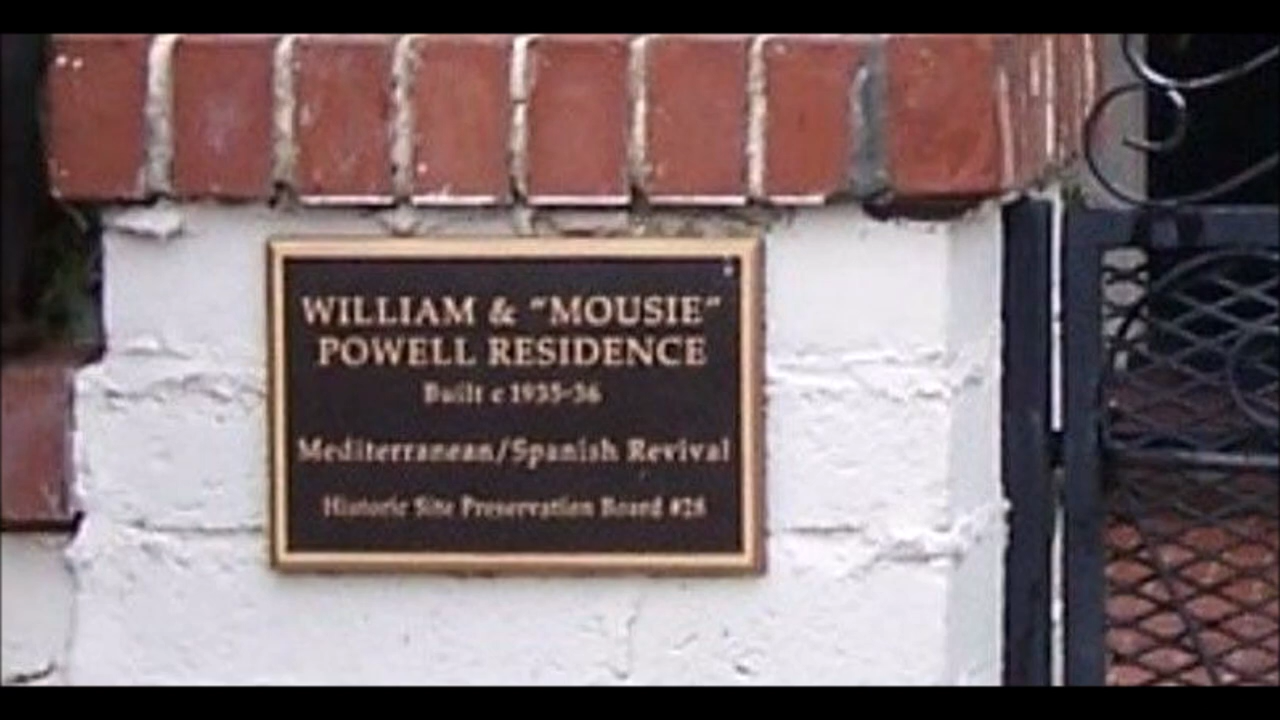 WILLIAM & "MOUSIE"
POWELL RESIDENCE
Built c 1935-36
Mediterranean/Spanish Revival
Historic Site Preservation Board #28